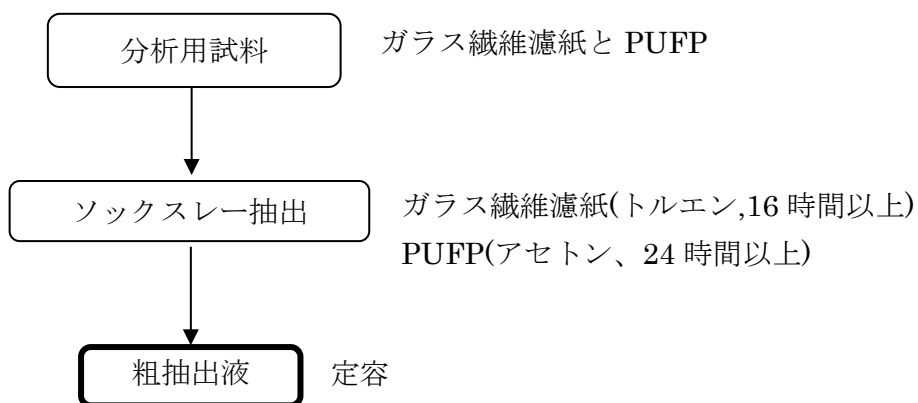 分析用試料
ガラス繊維濾紙と PUFP
ソックスレー抽出
ガラス繊維濾紙(トルエン,16 時間以上)
PUFP(アセトン、24 時間以上)
粗抽出液
定容